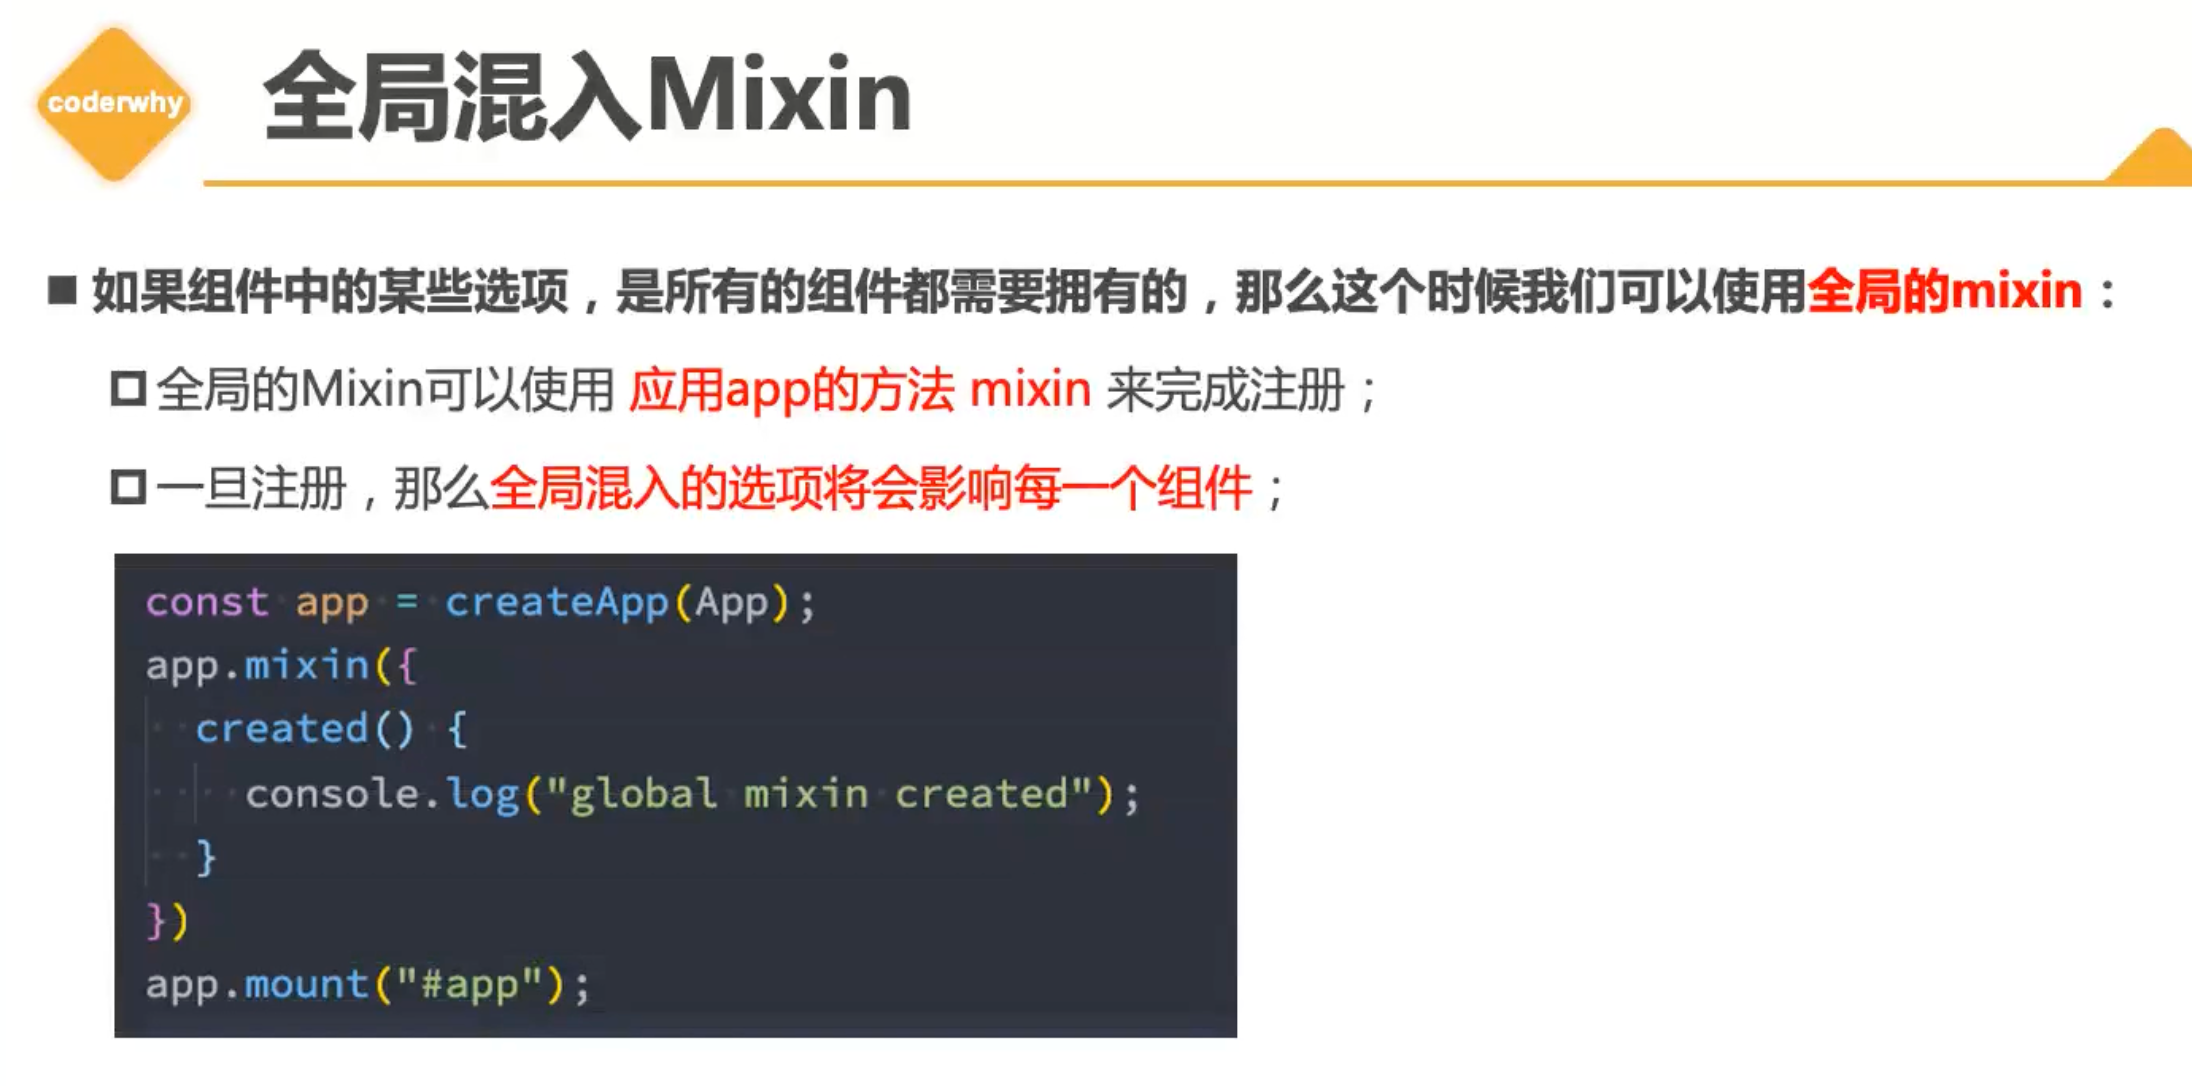 coderwhy
全局混入Mixin
如果组件中的某些选项，是所有的组件都需要拥有的，那么这个时候我们可以使用全局的mixin：
全局的Mixin可以使用 应用app的方法 mixin 来完成注册；
一旦注册，那么全局混入的选项将会影响每一个组件；
const app = createApp(App);
app.mixin({
  created() {
    console.log("global mixin created");
  }
})
app.mount("#app");